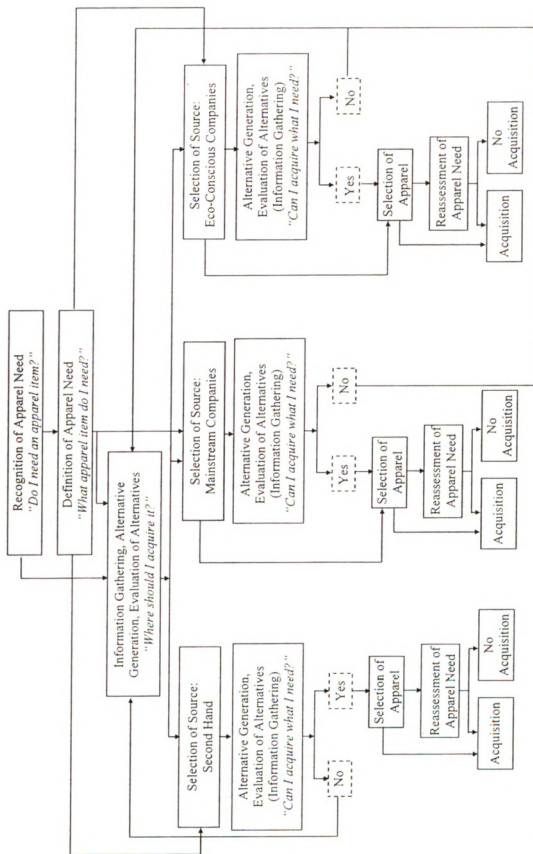 Recognition of Apparel Need
"Do I need an apparel item?"
Definition of Apparel Need
"What apparel item do I need?"
Information Gathering, Alternative
Generation, Evaluation of Alternatives
"Where should I acquire it?"
Selection of Source:
Second Hand
Alternative Generation,
Evaluation of Alternatives
(Information Gathering)
"Can I acquire what I need?"
No
Yes
Selection of
Apparel
Reassessment of
Apparel Need
Acquisition
No
Acquisition
Selection of Source:
Mainstream Companies
Alternative Generation,
Evaluation of Alternatives
(Information Gathering)
"Can I acquire what I need?"
Yes
No
Selection of
Apparel
Reassessment of
Apparel Need
Acquisition
No
Acquisition
Selection of Source:
Eco-Conscious Companies
Alternative Generation,
Evaluation of Alternatives
(Information Gathering)
"Can I acquire what I need?"
Yes
No
Selection of
Apparel
Reassessment of
Apparel Need
Acquisition
No
Acquisition